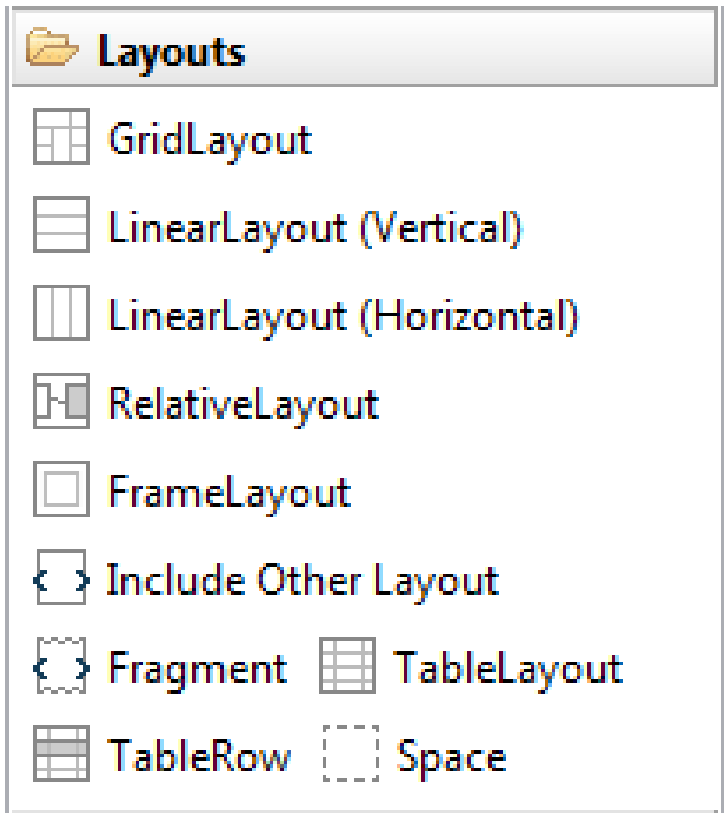 Layouts
GridLayout
LinearLayout (Vertical)
LinearLayout (Horizontal)
RelativeLayout
FrameLayout
Include Other Layout
Fragment TableLayout
TableRow Space